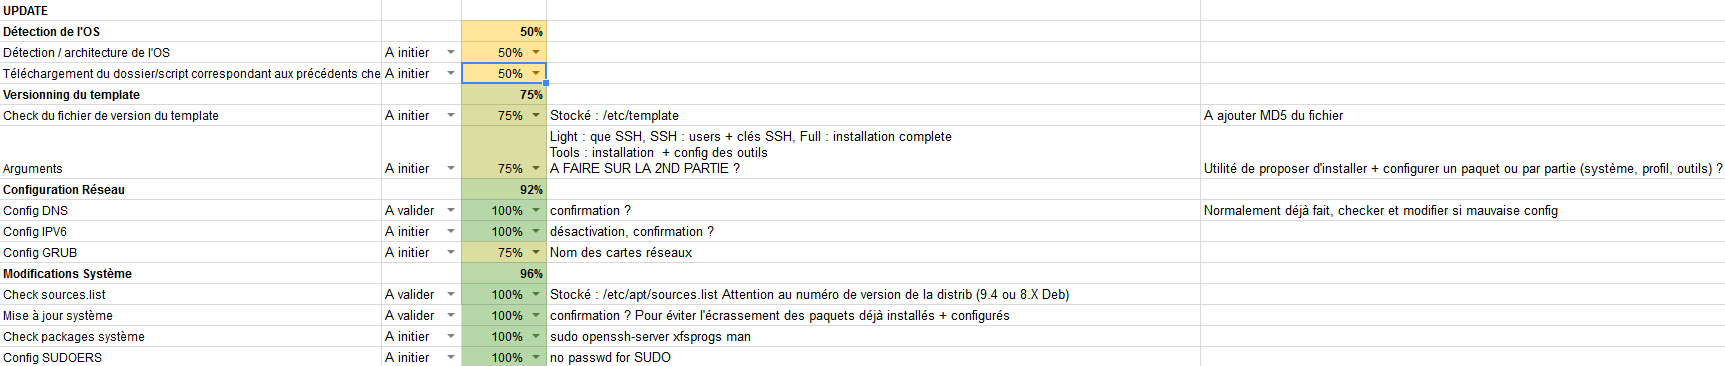 UPDATE
Détection de l'OS 50%
Détection / architecture de l'OS A initier 50%
Téléchargement du dossier/script correspondant aux précédents che A initier 50%
Versionning du template 75%
Check du fichier de version du template A initier 75% Stocké : /etc/template A ajouter MD5 du fichier
Light : que SSH, SSH : users + clés SSH, Full : installation complete
Tools : installation + config des outils
Arguments A initier 75% A FAIRE SUR LA 2ND PARTIE ? Utilité de proposer d'installer + configurer un paquet ou par partie (système, profil, outils) ?
Configuration Réseau 92%
Config DNS A valider 100% confirmation ? Normalement déjà fait, checker et modifier si mauvaise config
Config IPV6 A initier 100% désactivation, confirmation ?
Config GRUB A initier 75% Nom des cartes réseaux
Modifications Système 96%
Check sources.list A valider 100% Stocké : /etc/apt/sources.list Attention au numéro de version de la distrib (9.4 ou 8.X Deb)
Mise à jour système A valider 100% confirmation ? Pour éviter l'écrassement des paquets déjà installés + configurés
Check packages système A initier 100% sudo openssh-server xfsprogs man
Config SUDOERS A initier 100% no passwd for SUDO